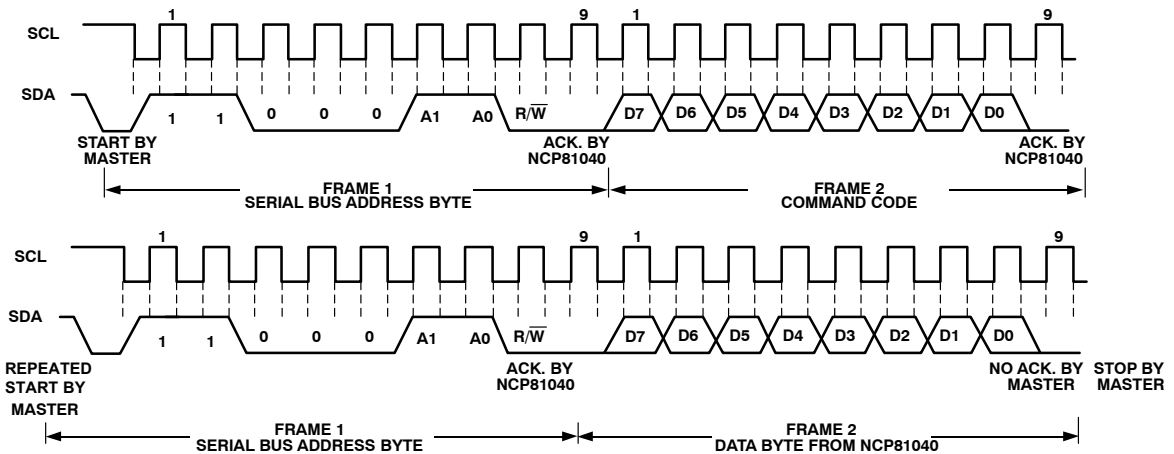 1 9 1 9
SCL
SDA
1 1 0 0 0 A1 A0 R/W̅ D7 D6 D5 D4 D3 D2 D1 D0
START BY
MASTER
ACK. BY
NCP81040
ACK. BY
NCP81040
FRAME 1
SERIAL BUS ADDRESS BYTE
FRAME 2
COMMAND CODE
1 9 1 9
SCL
SDA
1 1 0 0 0 A1 A0 R/W̅ D7 D6 D5 D4 D3 D2 D1 D0
REPEATED
START BY
MASTER
ACK. BY
NCP81040
NO ACK. BY
MASTER
STOP BY
MASTER
FRAME 1
SERIAL BUS ADDRESS BYTE
FRAME 2
DATA BYTE FROM NCP81040